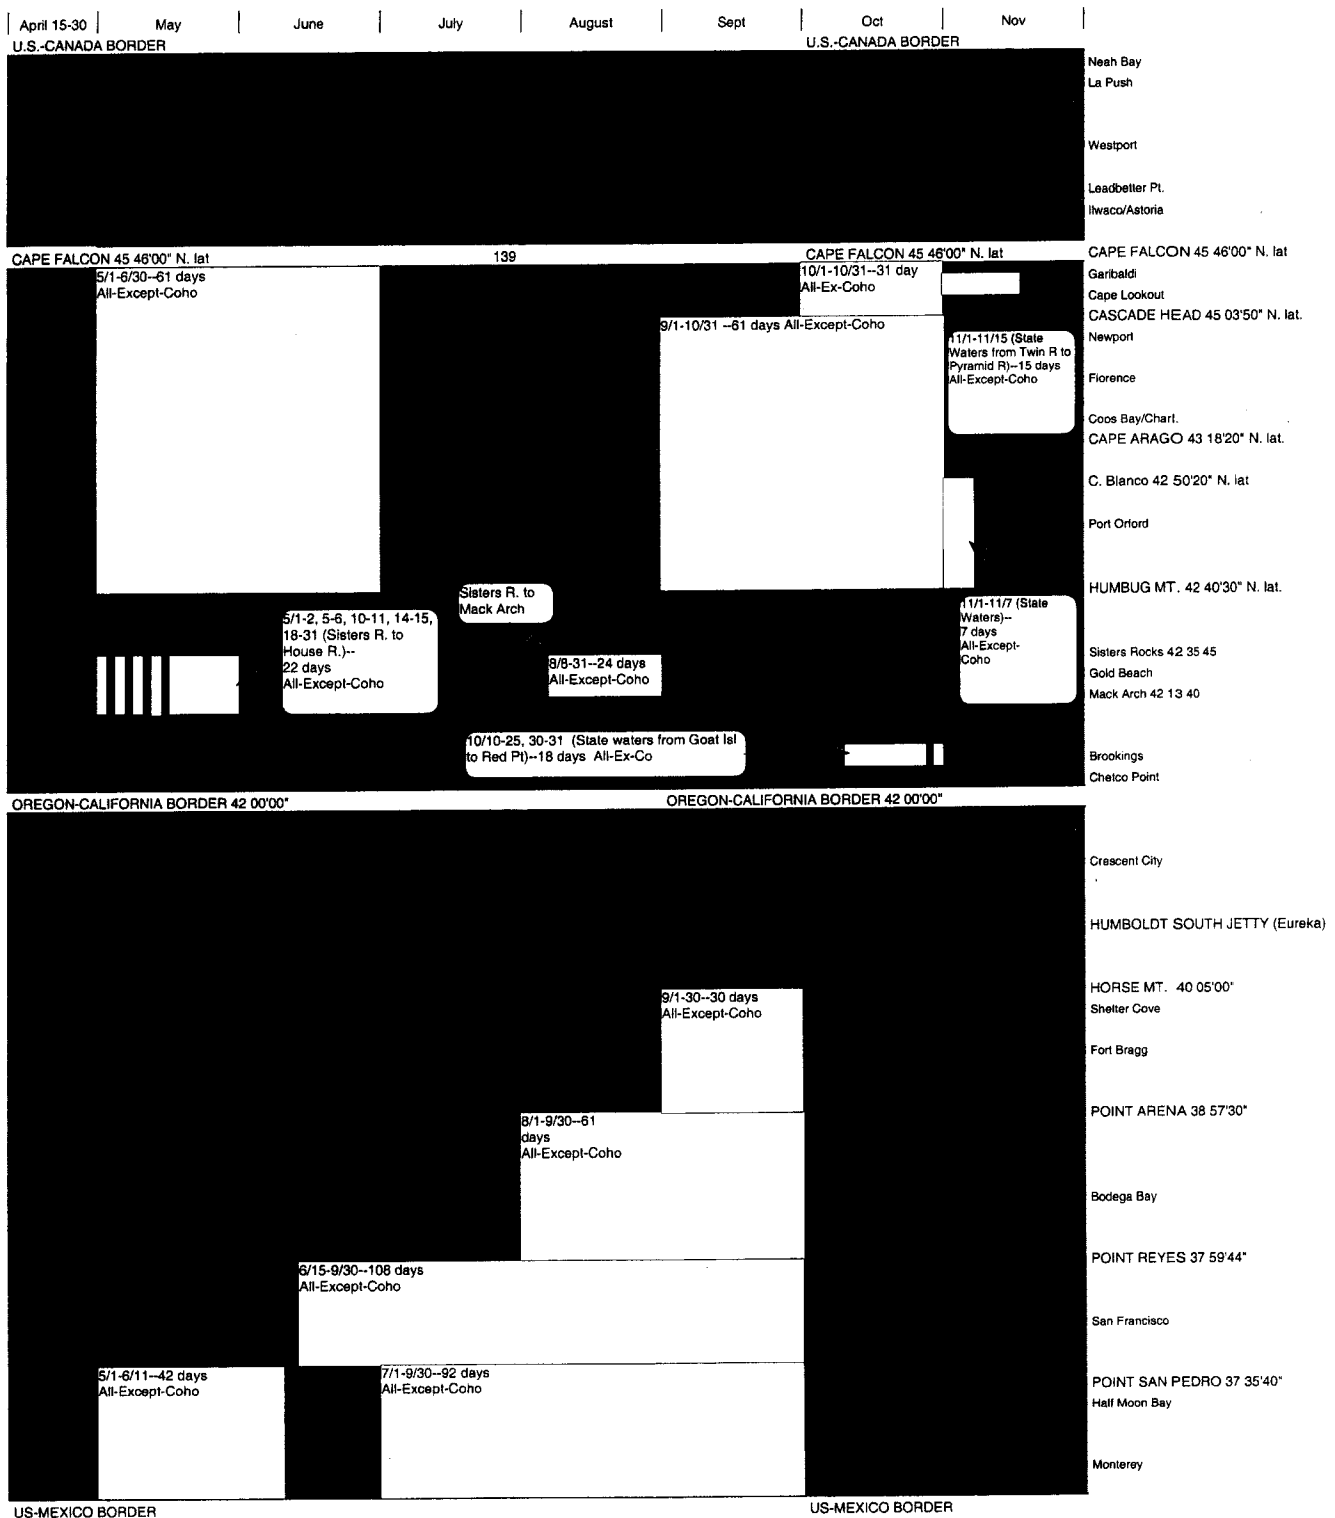 April 15-30 May June July August Sept Oct Nov
U.S.-CANADA BORDER U.S.-CANADA BORDER
Neah Bay
La Push
Westport
Leadbetter Pt.
Ilwaco/Astoria
CAPE FALCON 45 46'00" N. lat 139 CAPE FALCON 45 46'00" N. lat CAPE FALCON 45 46'00" N. lat
5/1-6/30--61 days
All-Except-Coho
10/1-10/31--31 day
All-Ex-Coho
Garibaldi
Cape Lookout
CASCADE HEAD 45 03'50" N. lat.
9/1-10/31 --61 days All-Except-Coho
Newport
11/1-11/15 (State
Waters from Twin R to
Pyramid R)--15 days
All-Except-Coho
Florence
Coos Bay/Charl.
CAPE ARAGO 43 18'20" N. lat.
C. Blanco 42 50'20" N. lat
Port Orford
HUMBUG MT. 42 40'30" N. lat.
Sisters R. to
Mack Arch
5/1-2, 5-6, 10-11, 14-15,
18-31 (Sisters R. to
House R.)--
22 days
All-Except-Coho
11/1-11/7 (State
Waters)--
7 days
All-Except-
Coho
8/8-31--24 days
All-Except-Coho
Sisters Rocks 42 35 45
Gold Beach
Mack Arch 42 13 40
10/10-25, 30-31 (State waters from Goat Isl
to Red Pt)--18 days All-Ex-Co
Brookings
Chetco Point
OREGON-CALIFORNIA BORDER 42 00'00" OREGON-CALIFORNIA BORDER 42 00'00"
Crescent City
HUMBOLDT SOUTH JETTY (Eureka)
HORSE MT. 40 05'00"
9/1-30--30 days
All-Except-Coho
Shelter Cove
Fort Bragg
POINT ARENA 38 57'30"
8/1-9/30--61
days
All-Except-Coho
Bodega Bay
POINT REYES 37 59'44"
6/15-9/30--108 days
All-Except-Coho
San Francisco
5/1-6/11--42 days
All-Except-Coho
7/1-9/30--92 days
All-Except-Coho
POINT SAN PEDRO 37 35'40"
Half Moon Bay
Monterey
US-MEXICO BORDER US-MEXICO BORDER